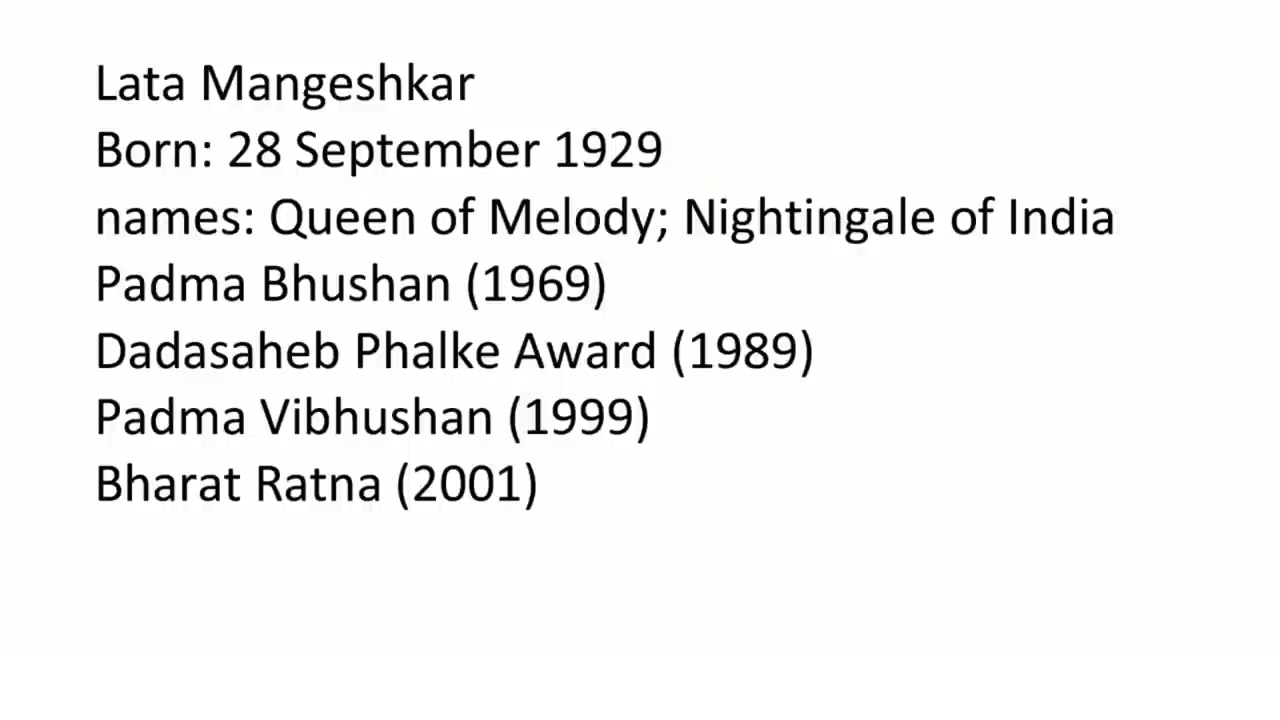 Lata Mangeshkar
Born: 28 September 1929
names: Queen of Melody; Nightingale of India
Padma Bhushan (1969)
Dadasaheb Phalke Award (1989)
Padma Vibhushan (1999)
Bharat Ratna (2001)